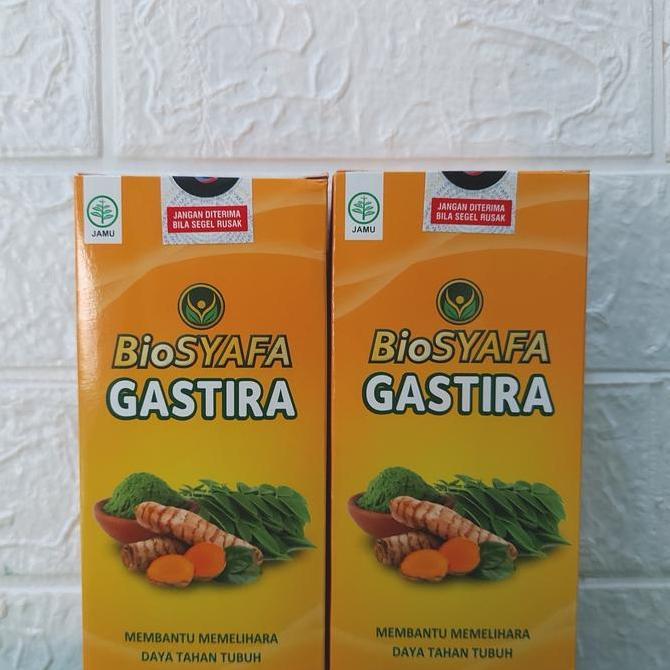 JAMU
JANGAN DITERIMA
BILA SEGEL RUSAK
BioSYAFA
GASTIRA
MEMBANTU MEMELIHARA
DAYA TAHAN TUBUH
JAMU
JANGAN DITERIMA
BILA SEGEL RUSAK
BioSYAFA
GASTIRA
MEMBANTU MEMELIHARA
DAYA TAHAN TUBUH